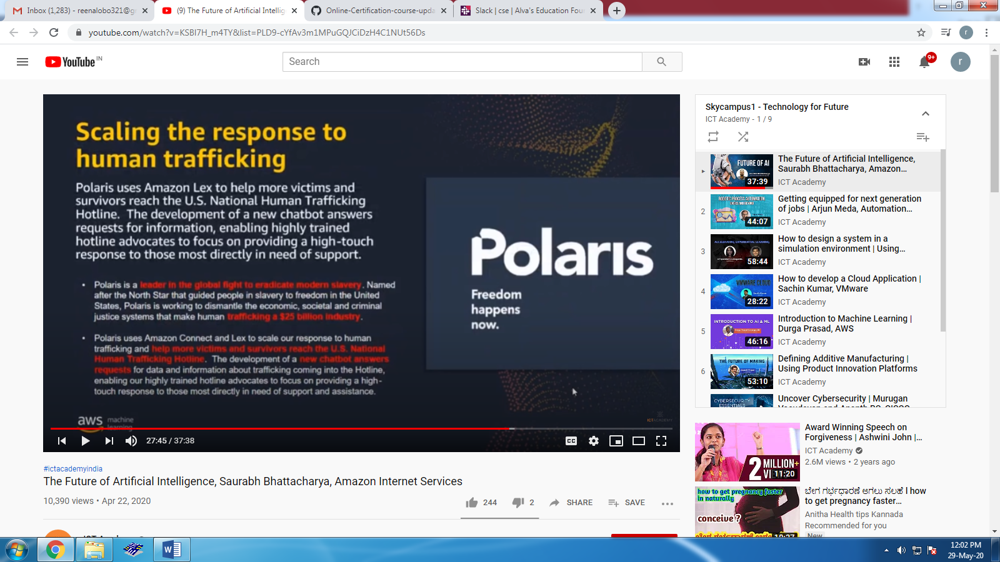 Inbox (1,283) - reenalobo321@gr
(9) The Future of Artificial Intellig
Online-Certification-course-upda
Slack | cse | Alva's Education Foun
youtube.com/watch?v=KSBI7H_m4TY&list=PLD9-cYfAv3m1MPuGQJCiDzH4C1NUt56Ds
r
YouTube IN
Search
9+
r
Scaling the response to
human trafficking
Polaris uses Amazon Lex to help more victims and
survivors reach the U.S. National Human Trafficking
Hotline. The development of a new chatbot answers
requests for information, enabling highly trained
hotline advocates to focus on providing a high-touch
response to those most directly in need of support.
• Polaris is a leader in the global fight to eradicate modern slavery. Named
after the North Star that guided people in slavery to freedom in the United
States, Polaris is working to dismantle the economic, societal and criminal
justice systems that make human trafficking a $25 billion industry.
• Polaris uses Amazon Connect and Lex to scale our response to human
trafficking and help more victims and survivors reach the U.S. National
Human Trafficking Hotline. The development of a new chatbot answers
requests for data and information about trafficking coming into the Hotline,
enabling our highly trained hotline advocates to focus on providing a high-
touch response to those most directly in need of support and assistance.
Polaris
Freedom
happens
now.
aws machine
learning
ICTACADEMY
27:45 / 37:38
CC
#ictacademyindia
The Future of Artificial Intelligence, Saurabh Bhattacharya, Amazon Internet Services
10,390 views • Apr 22, 2020
244
2
SHARE
SAVE
Skycampus1 - Technology for Future
ICT Academy - 1 / 9
FUTURE OF AI
37:39
The Future of Artificial Intelligence,
Saurabh Bhattacharya, Amazon...
ICT Academy
2
ROBOTIC PROCESS AUTOMATION:
44:07
Getting equipped for next generation
of jobs | Arjun Meda, Automation...
ICT Academy
3
ACCELERATING, EXPERIENTIAL LEARNING,
58:44
How to design a system in a
simulation environment | Using...
ICT Academy
4
VMWARE CLOUD
28:22
How to develop a Cloud Application |
Sachin Kumar, VMware
ICT Academy
5
INTRODUCTION TO AI & ML
46:16
Introduction to Machine Learning |
Durga Prasad, AWS
ICT Academy
6
THE FUTURE OF MAKING
53:10
Defining Additive Manufacturing |
Using Product Innovation Platforms
ICT Academy
CYBERSECURITY
ESSENTIALS
Uncover Cybersecurity | Murugan
2 MILLION+
VI
11:20
Award Winning Speech on
Forgiveness | Ashwini John |...
ICT Academy
2.6M views • 2 years ago
how to get pregnancy faster
in naturally
conceive ?
10:27
ಬೇಗ ಗರ್ಭಧಾರಣೆ ಆಗಲು ಸಲಹೆ I how
to get pregnancy faster...
Anitha Health tips Kannada
Recommended for you
New
12:02 PM
29-May-20